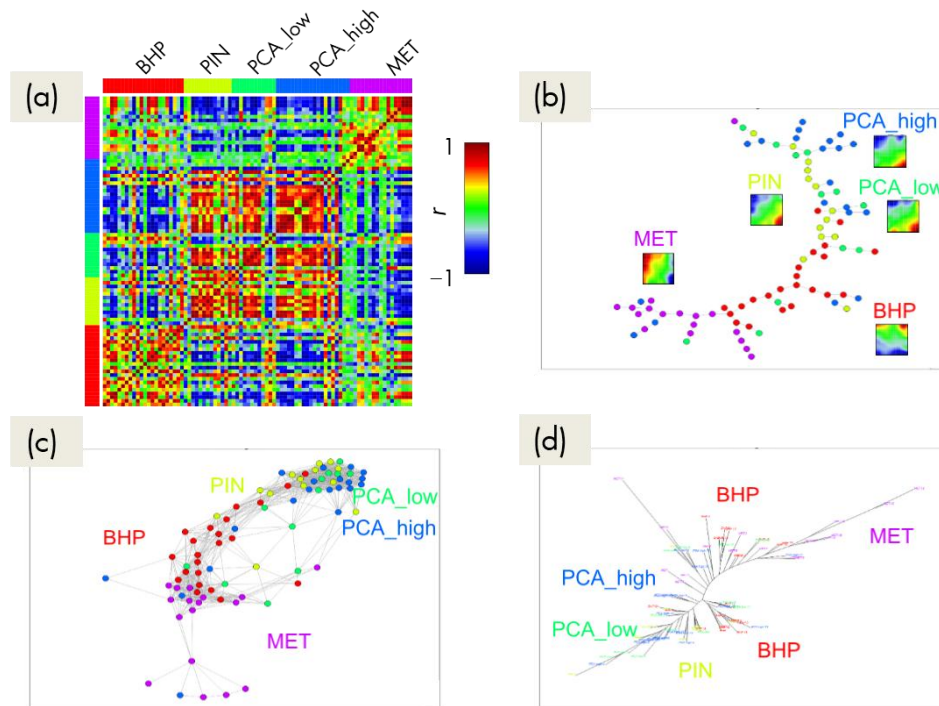 (a)
BHP
PIN
PCA_low
PCA_high
MET
1
r
−1
(b)
PCA_high
PIN
PCA_low
MET
BHP
(c)
PIN
PCA_low
PCA_high
BHP
MET
(d)
BHP
MET
PCA_high
PCA_low
BHP
PIN